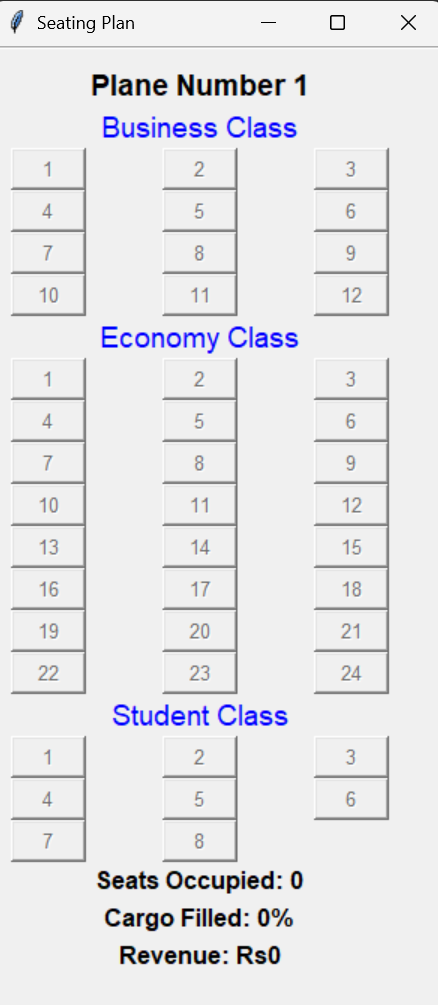 Seating Plan
Plane Number 1
Business Class
1 2 3
4 5 6
7 8 9
10 11 12
Economy Class
1 2 3
4 5 6
7 8 9
10 11 12
13 14 15
16 17 18
19 20 21
22 23 24
Student Class
1 2 3
4 5 6
7 8
Seats Occupied: 0
Cargo Filled: 0%
Revenue: Rs0